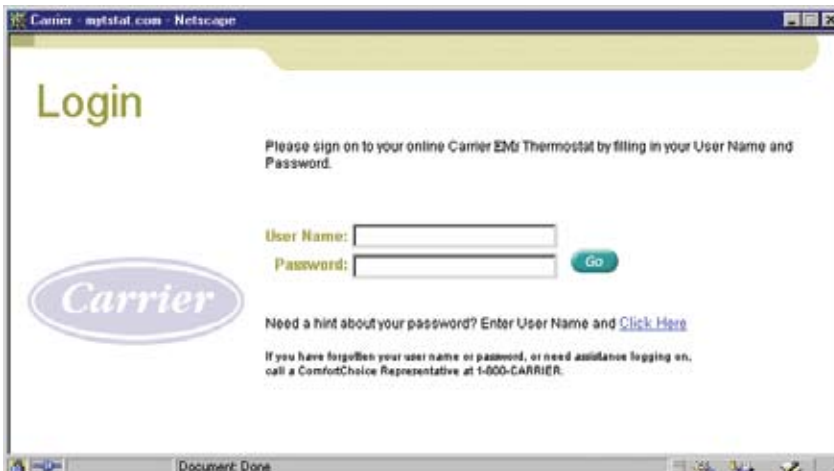 Carrier - mytstat.com - Netscape
Login
Please sign on to your online Carrier EMi Thermostat by filling in your User Name and
Password.
User Name:
Password:
Go
Carrier
Need a hint about your password? Enter User Name and Click Here
If you have forgotten your user name or password, or need assistance logging on,
call a ComfortChoice Representative at 1-800-CARRIER.
Document: Done